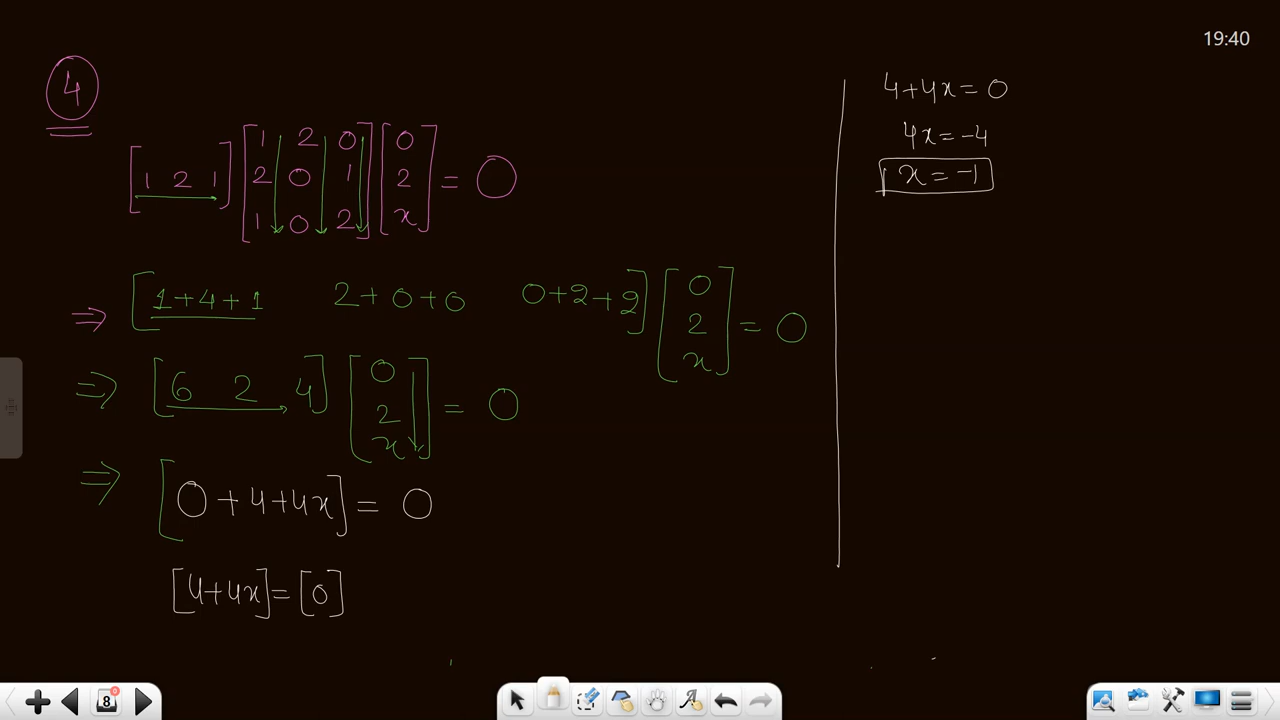 19:40
4
[1 2 1] [1 2 0 [0
2 0 1 2
1 0 2] x] = 0
⇒ [1+4+1 2+0+0 0+2+2] [0
2
x] = 0
⇒ [6 2 4] [0
2
x] = 0
⇒ [0+4+4x] = 0
[4+4x] = [0]
4+4x = 0
4x = -4
x = -1
8
0